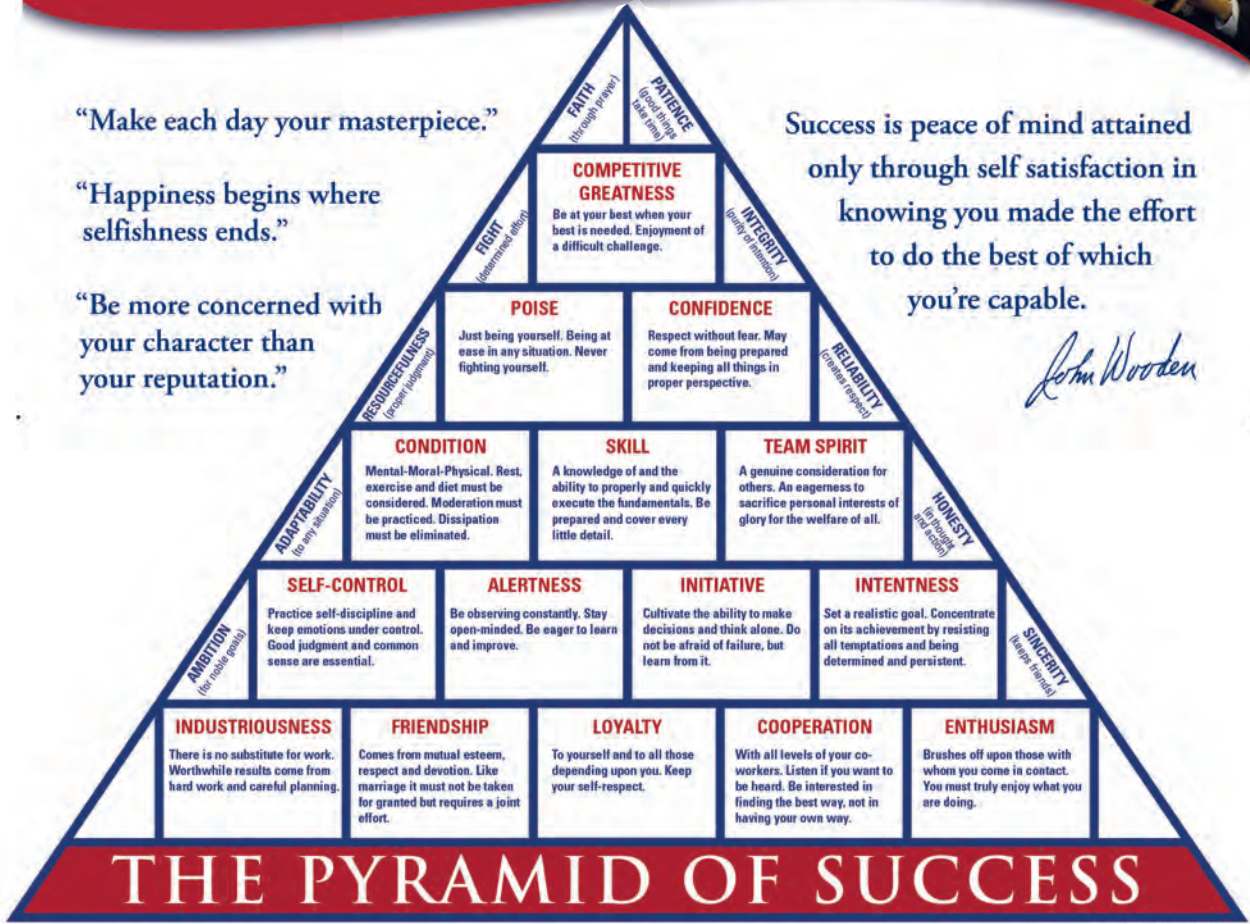 “Make each day your masterpiece.”
“Happiness begins where
selfishness ends.”
“Be more concerned with
your character than
your reputation.”
Success is peace of mind attained
only through self satisfaction in
knowing you made the effort
to do the best of which
you’re capable.
John Wooden
FAITH
(through prayer)
PATIENCE
(good things
take time)
COMPETITIVE
GREATNESS
Be at your best when your
best is needed. Enjoyment of
a difficult challenge.
FIGHT
(determined effort)
INTEGRITY
(purity of intention)
POISE
Just being yourself. Being at
ease in any situation. Never
fighting yourself.
CONFIDENCE
Respect without fear. May
come from being prepared
and keeping all things in
proper perspective.
RESOURCEFULNESS
(proper judgment)
RELIABILITY
(creates respect)
CONDITION
Mental-Moral-Physical. Rest,
exercise and diet must be
considered. Moderation must
be practiced. Dissipation
must be eliminated.
SKILL
A knowledge of and the
ability to properly and quickly
execute the fundamentals. Be
prepared and cover every
little detail.
TEAM SPIRIT
A genuine consideration for
others. An eagerness to
sacrifice personal interests of
glory for the welfare of all.
ADAPTABILITY
(to any situation)
HONESTY
(in thought
and action)
SELF-CONTROL
Practice self-discipline and
keep emotions under control.
Good judgment and common
sense are essential.
ALERTNESS
Be observing constantly. Stay
open-minded. Be eager to learn
and improve.
INITIATIVE
Cultivate the ability to make
decisions and think alone. Do
not be afraid of failure, but
learn from it.
INTENTNESS
Set a realistic goal. Concentrate
on its achievement by resisting
all temptations and being
determined and persistent.
AMBITION
(for noble goals)
SINCERITY
(keeps friends)
INDUSTRIOUSNESS
There is no substitute for work.
Worthwhile results come from
hard work and careful planning.
FRIENDSHIP
Comes from mutual esteem,
respect and devotion. Like
marriage it must not be taken
for granted but requires a joint
effort.
LOYALTY
To yourself and to all those
depending upon you. Keep
your self-respect.
COOPERATION
With all levels of your co-
workers. Listen if you want to
be heard. Be interested in
finding the best way, not in
having your own way.
ENTHUSIASM
Brushes off upon those with
whom you come in contact.
You must truly enjoy what you
are doing.
THE PYRAMID OF SUCCESS